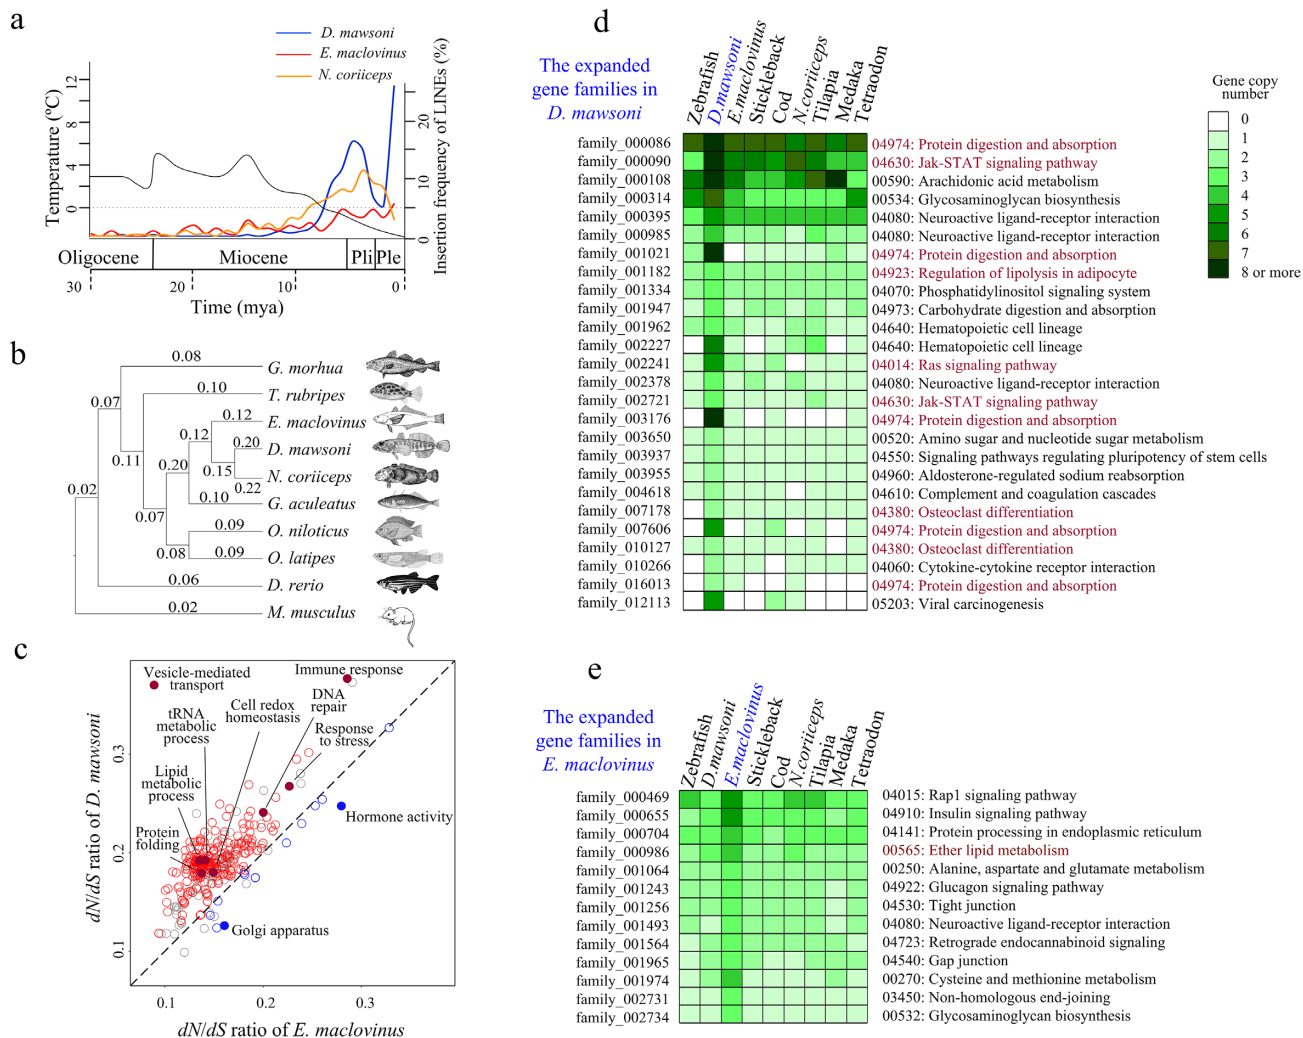 a
D. mawsoni
E. maclovinus
N. coriiceps
Temperature (ºC)
12
8
4
0
Insertion frequency of LINEs (%)
20
10
0
Oligocene
Miocene
Pli
Ple
30
20
10
0
Time (mya)
b
0.08
G. morhua
0.10
T. rubripes
0.07
0.12
E. maclovinus
0.12
0.20
D. mawsoni
0.11
0.20
0.15
N. coriiceps
0.22
0.02
0.10
G. aculeatus
0.07
0.09
O. niloticus
0.08
0.09
O. latipes
0.06
D. rerio
0.02
M. musculus
c
Vesicle-mediated
transport
Immune response
DNA
repair
Cell redox
homeostasis
tRNA
metabolic
process
Response
to stress
Lipid
metabolic
process
Protein
folding
Hormone activity
Golgi apparatus
dN/dS ratio of D. mawsoni
0.3
0.2
0.1
0.1
0.2
0.3
dN/dS ratio of E. maclovinus
d
The expanded
gene families in
D. mawsoni
Zebrafish
D.mawsoni
E.maclovinus
Stickleback
Cod
N.coriiceps
Tilapia
Medaka
Tetraodon
Gene copy
number
0
1
2
3
4
5
6
7
8 or more
family_000086 04974: Protein digestion and absorption
family_000090 04630: Jak-STAT signaling pathway
family_000108 00590: Arachidonic acid metabolism
family_000314 00534: Glycosaminoglycan biosynthesis
family_000395 04080: Neuroactive ligand-receptor interaction
family_000985 04080: Neuroactive ligand-receptor interaction
family_001021 04974: Protein digestion and absorption
family_001182 04923: Regulation of lipolysis in adipocyte
family_001334 04070: Phosphatidylinositol signaling system
family_001947 04973: Carbohydrate digestion and absorption
family_001962 04640: Hematopoietic cell lineage
family_002227 04640: Hematopoietic cell lineage
family_002241 04014: Ras signaling pathway
family_002378 04080: Neuroactive ligand-receptor interaction
family_002721 04630: Jak-STAT signaling pathway
family_003176 04974: Protein digestion and absorption
family_003650 00520: Amino sugar and nucleotide sugar metabolism
family_003937 04550: Signaling pathways regulating pluripotency of stem cells
family_003955 04960: Aldosterone-regulated sodium reabsorption
family_004618 04610: Complement and coagulation cascades
family_007178 04380: Osteoclast differentiation
family_007606 04974: Protein digestion and absorption
family_010127 04380: Osteoclast differentiation
family_010266 04060: Cytokine-cytokine receptor interaction
family_016013 04974: Protein digestion and absorption
family_012113 05203: Viral carcinogenesis
e
The expanded
gene families in
E. maclovinus
Zebrafish
D.mawsoni
E.maclovinus
Stickleback
Cod
N.coriiceps
Tilapia
Medaka
Tetraodon
family_000469 04015: Rap1 signaling pathway
family_000655 04910: Insulin signaling pathway
family_000704 04141: Protein processing in endoplasmic reticulum
family_000986 00565: Ether lipid metabolism
family_001064 00250: Alanine, aspartate and glutamate metabolism
family_001243 04922: Glucagon signaling pathway
family_001256 04530: Tight junction
family_001493 04080: Neuroactive ligand-receptor interaction
family_001564 04723: Retrograde endocannabinoid signaling
family_001965 04540: Gap junction
family_001974 00270: Cysteine and methionine metabolism
family_002731 03450: Non-homologous end-joining
family_002734 00532: Glycosaminoglycan biosynthesis